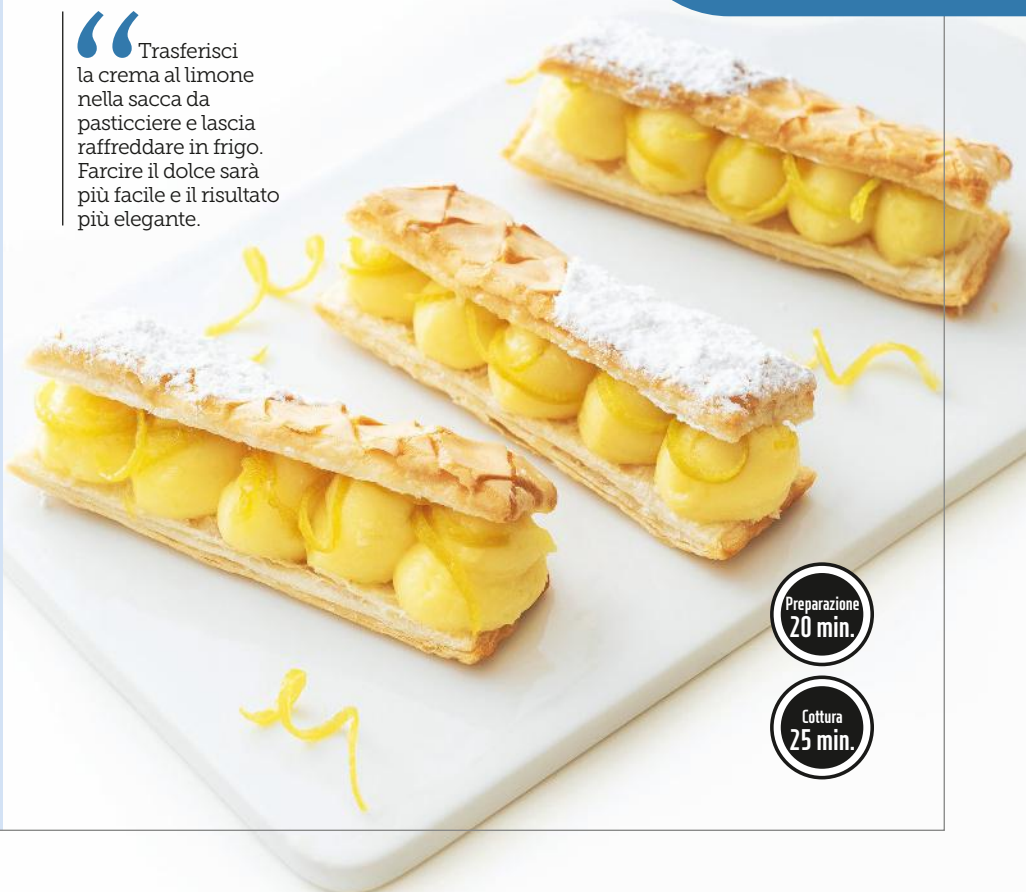 Trasferisci
la crema al limone
nella sacca da
pasticciere e lascia
raffreddare in frigo.
Farcire il dolce sarà
più facile e il risultato
più elegante.
Preparazione
20 min.
Cottura
25 min.